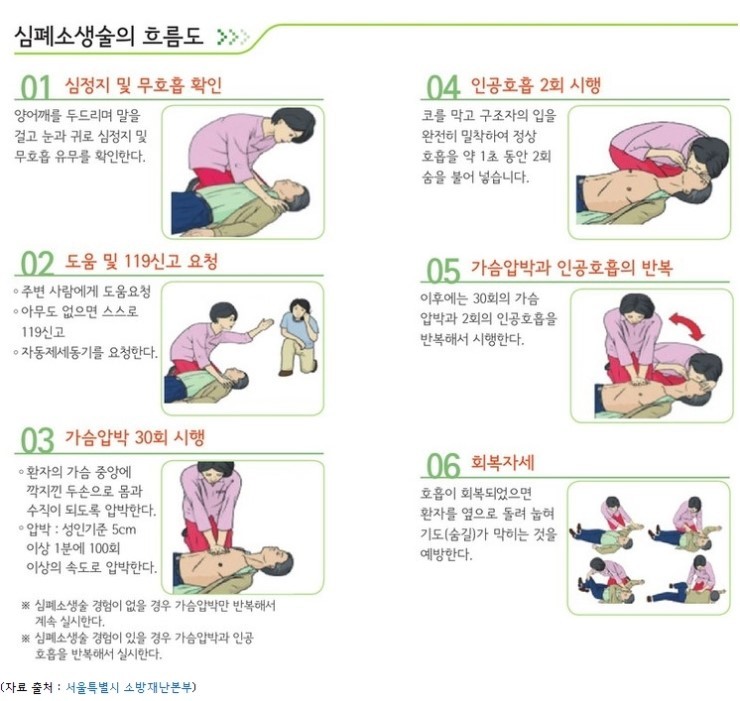 심폐소생술의 흐름도
01 심정지 및 무호흡 확인
양어깨를 두드리며 말을
걸고 눈과 귀로 심정지 및
무호흡 유무를 확인한다.
02 도움 및 119신고 요청
◦ 주변 사람에게 도움요청
◦ 아무도 없으면 스스로
119신고
◦ 자동제세동기를 요청한다.
03 가슴압박 30회 시행
◦ 환자의 가슴 중앙에
깍지낀 두손으로 몸과
수직이 되도록 압박한다.
◦ 압박 : 성인기준 5cm
이상 1분에 100회
이상의 속도로 압박한다.
※ 심폐소생술 경험이 없을 경우 가슴압박만 반복해서
계속 실시한다.
※ 심폐소생술 경험이 있을 경우 가슴압박과 인공
호흡을 반복해서 실시한다.
04 인공호흡 2회 시행
코를 막고 구조자의 입을
완전히 밀착하여 정상
호흡을 약 1초 동안 2회
숨을 불어 넣습니다.
05 가슴압박과 인공호흡의 반복
이후에는 30회의 가슴
압박과 2회의 인공호흡을
반복해서 시행한다.
06 회복자세
호흡이 회복되었으면
환자를 옆으로 돌려 눕혀
기도(숨길)가 막히는 것을
예방한다.
(자료 출처 : 서울특별시 소방재난본부)